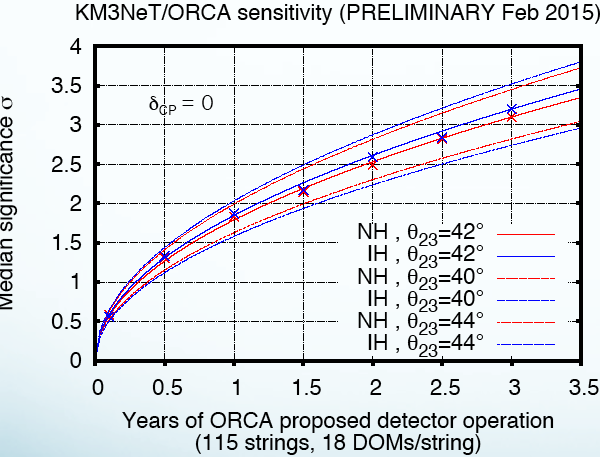 KM3NeT/ORCA sensitivity (PRELIMINARY Feb 2015)
4
3.5
3
2.5
2
1.5
1
0.5
0
Median significance σ
δCP = 0
NH , θ23=42°
IH , θ23=42°
NH , θ23=40°
IH , θ23=40°
NH , θ23=44°
IH , θ23=44°
0 0.5 1 1.5 2 2.5 3 3.5
Years of ORCA proposed detector operation
(115 strings, 18 DOMs/string)